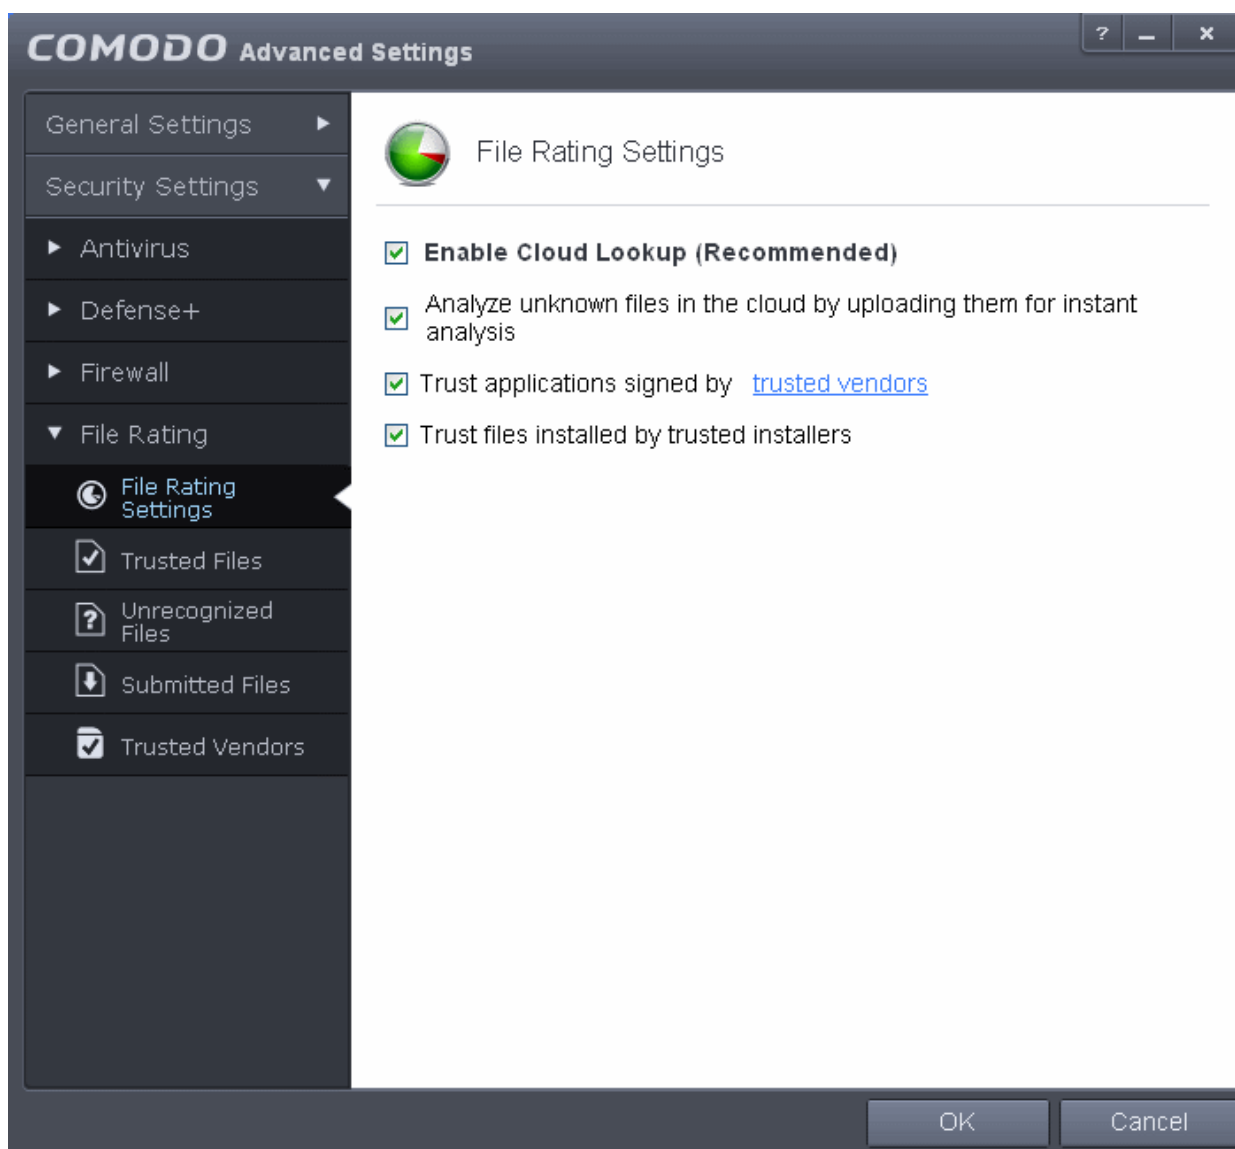 COMODO Advanced Settings
? – ×
General Settings
Security Settings
Antivirus
Defense+
Firewall
File Rating
File Rating
Settings
Trusted Files
Unrecognized
Files
Submitted Files
Trusted Vendors
File Rating Settings
Enable Cloud Lookup (Recommended)
Analyze unknown files in the cloud by uploading them for instant
analysis
Trust applications signed by trusted vendors
Trust files installed by trusted installers
OK
Cancel